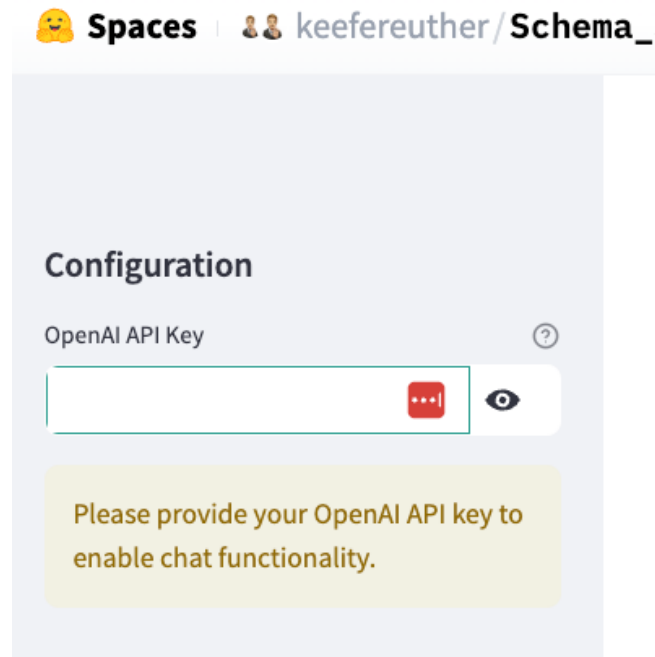 🤗 Spaces keefereuther/Schema_
Configuration
OpenAI API Key ?
Please provide your OpenAI API key to
enable chat functionality.